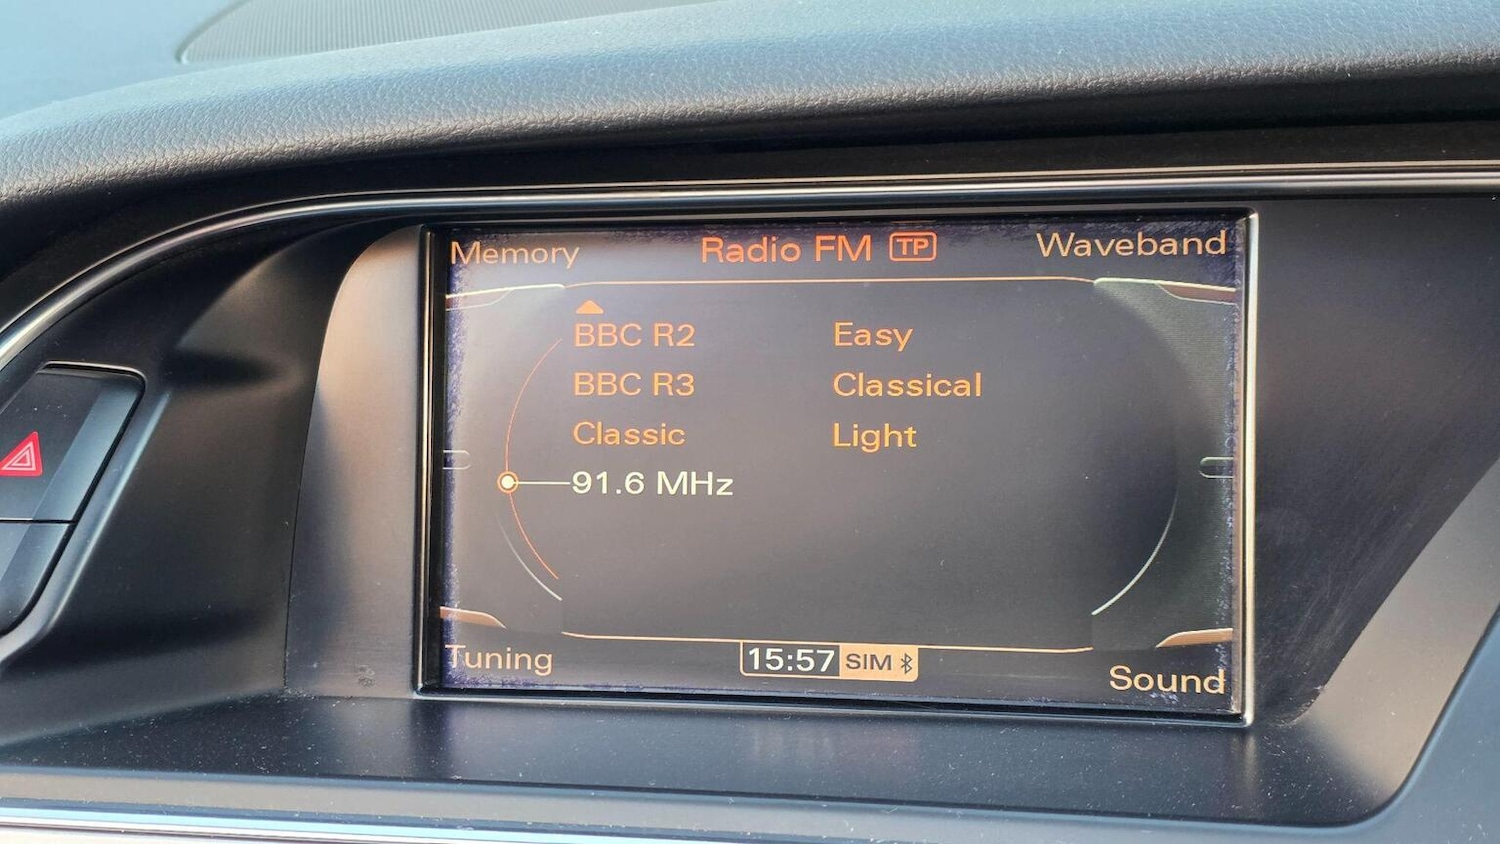 Memory Radio FM TP Waveband
BBC R2 Easy
BBC R3 Classical
Classic Light
91.6 MHz
Tuning 15:57 SIM Sound